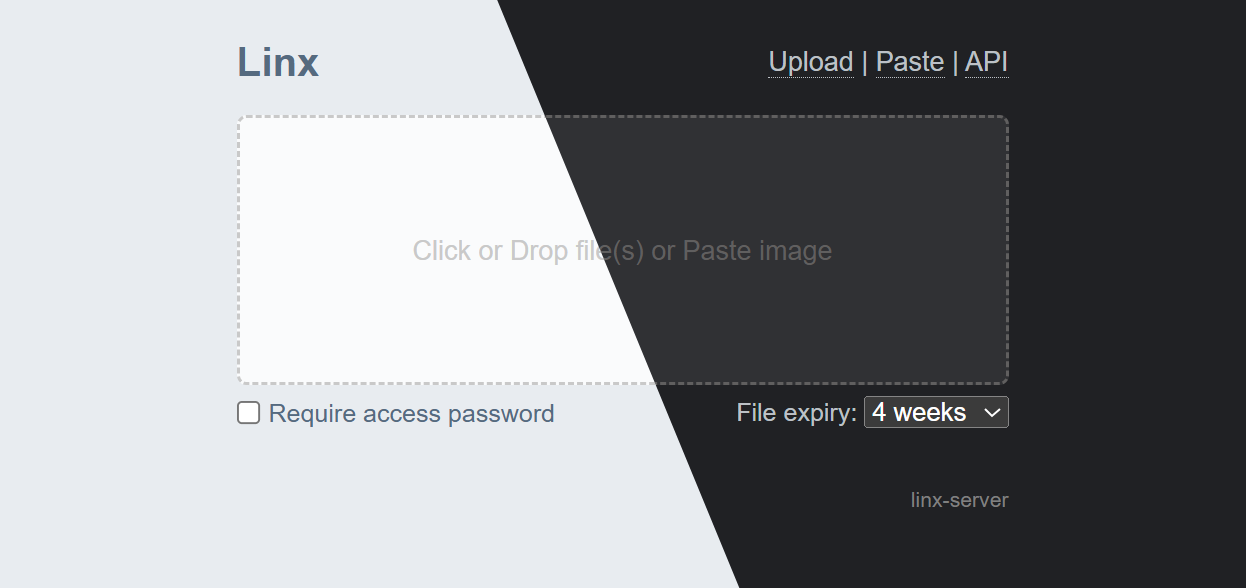 Linx
Upload | Paste | API
Click or Drop file(s) or Paste image
Require access password
File expiry: 4 weeks
linx-server